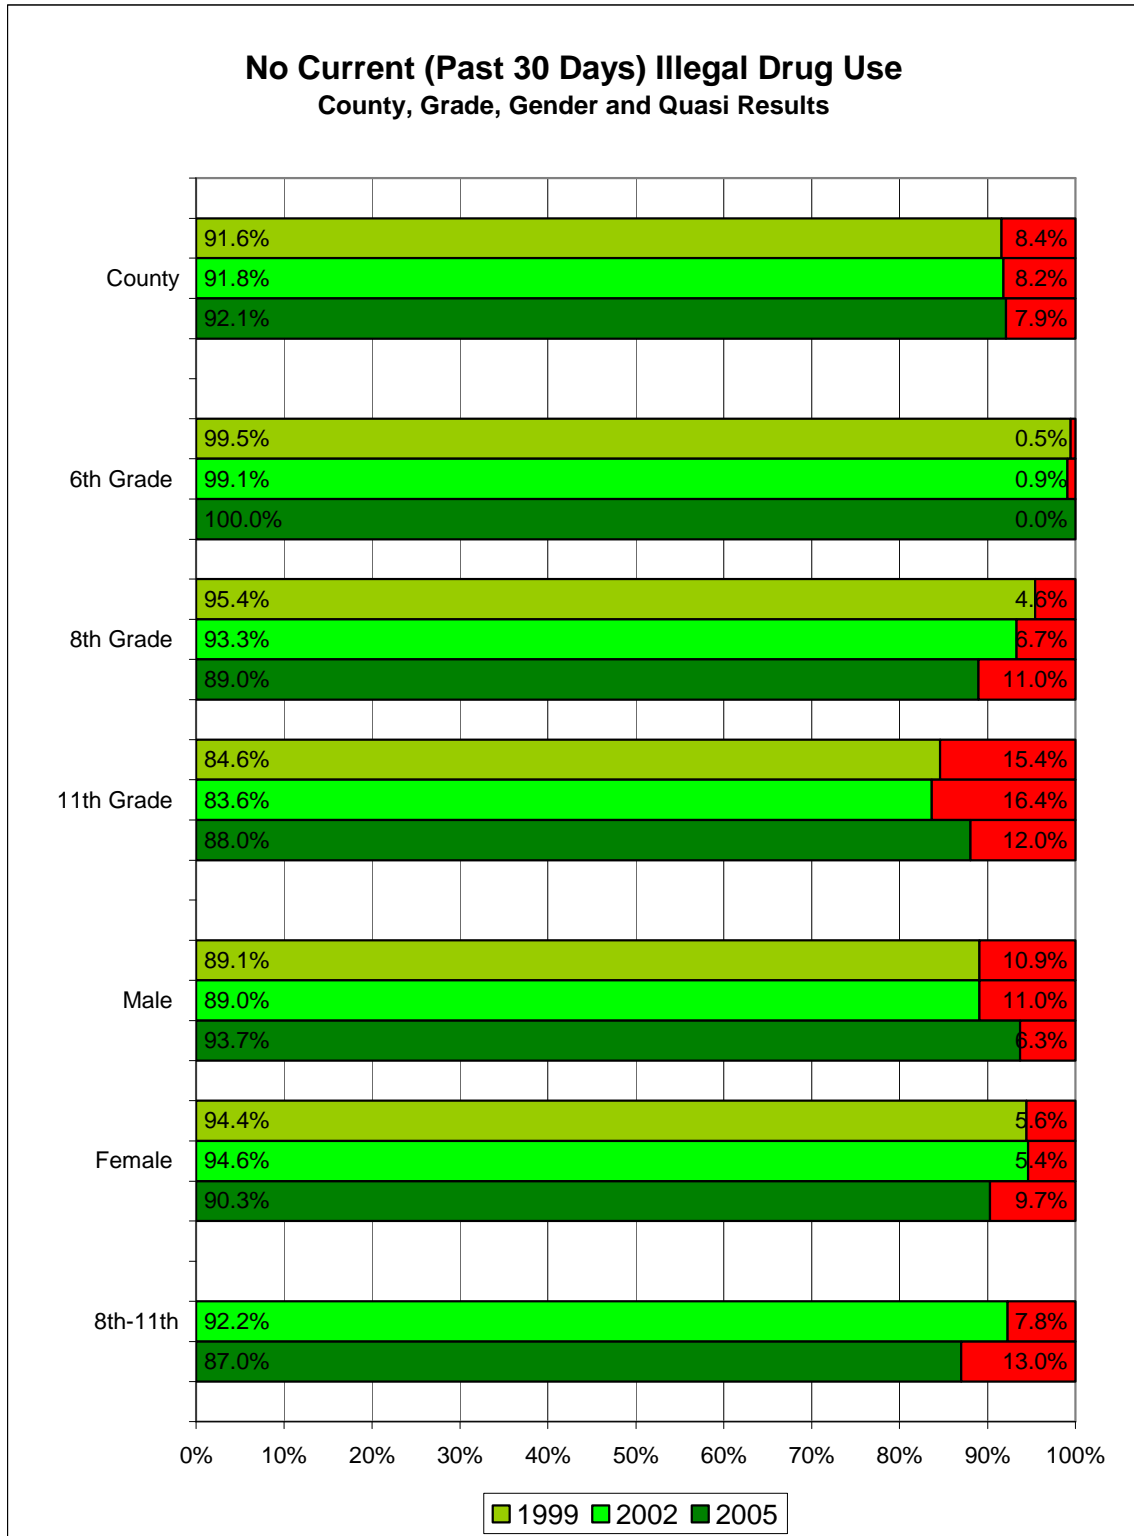 No Current (Past 30 Days) Illegal Drug Use
County, Grade, Gender and Quasi Results
91.6% 8.4%
County 91.8% 8.2%
92.1% 7.9%
99.5% 0.5%
6th Grade 99.1% 0.9%
100.0% 0.0%
95.4% 4.6%
8th Grade 93.3% 6.7%
89.0% 11.0%
84.6% 15.4%
11th Grade 83.6% 16.4%
88.0% 12.0%
89.1% 10.9%
Male 89.0% 11.0%
93.7% 6.3%
94.4% 5.6%
Female 94.6% 5.4%
90.3% 9.7%
8th-11th 92.2% 7.8%
87.0% 13.0%
0% 10% 20% 30% 40% 50% 60% 70% 80% 90% 100%
1999 2002 2005